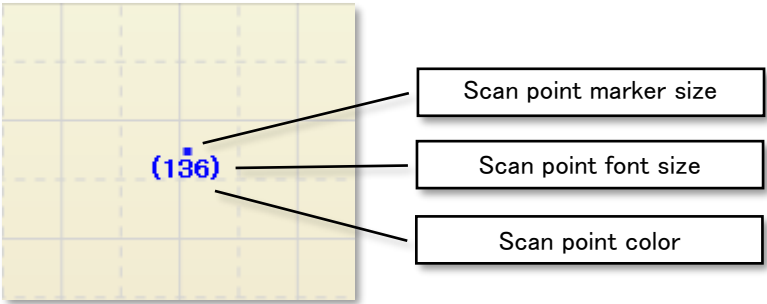 Scan point marker size
(136)
Scan point font size
Scan point color